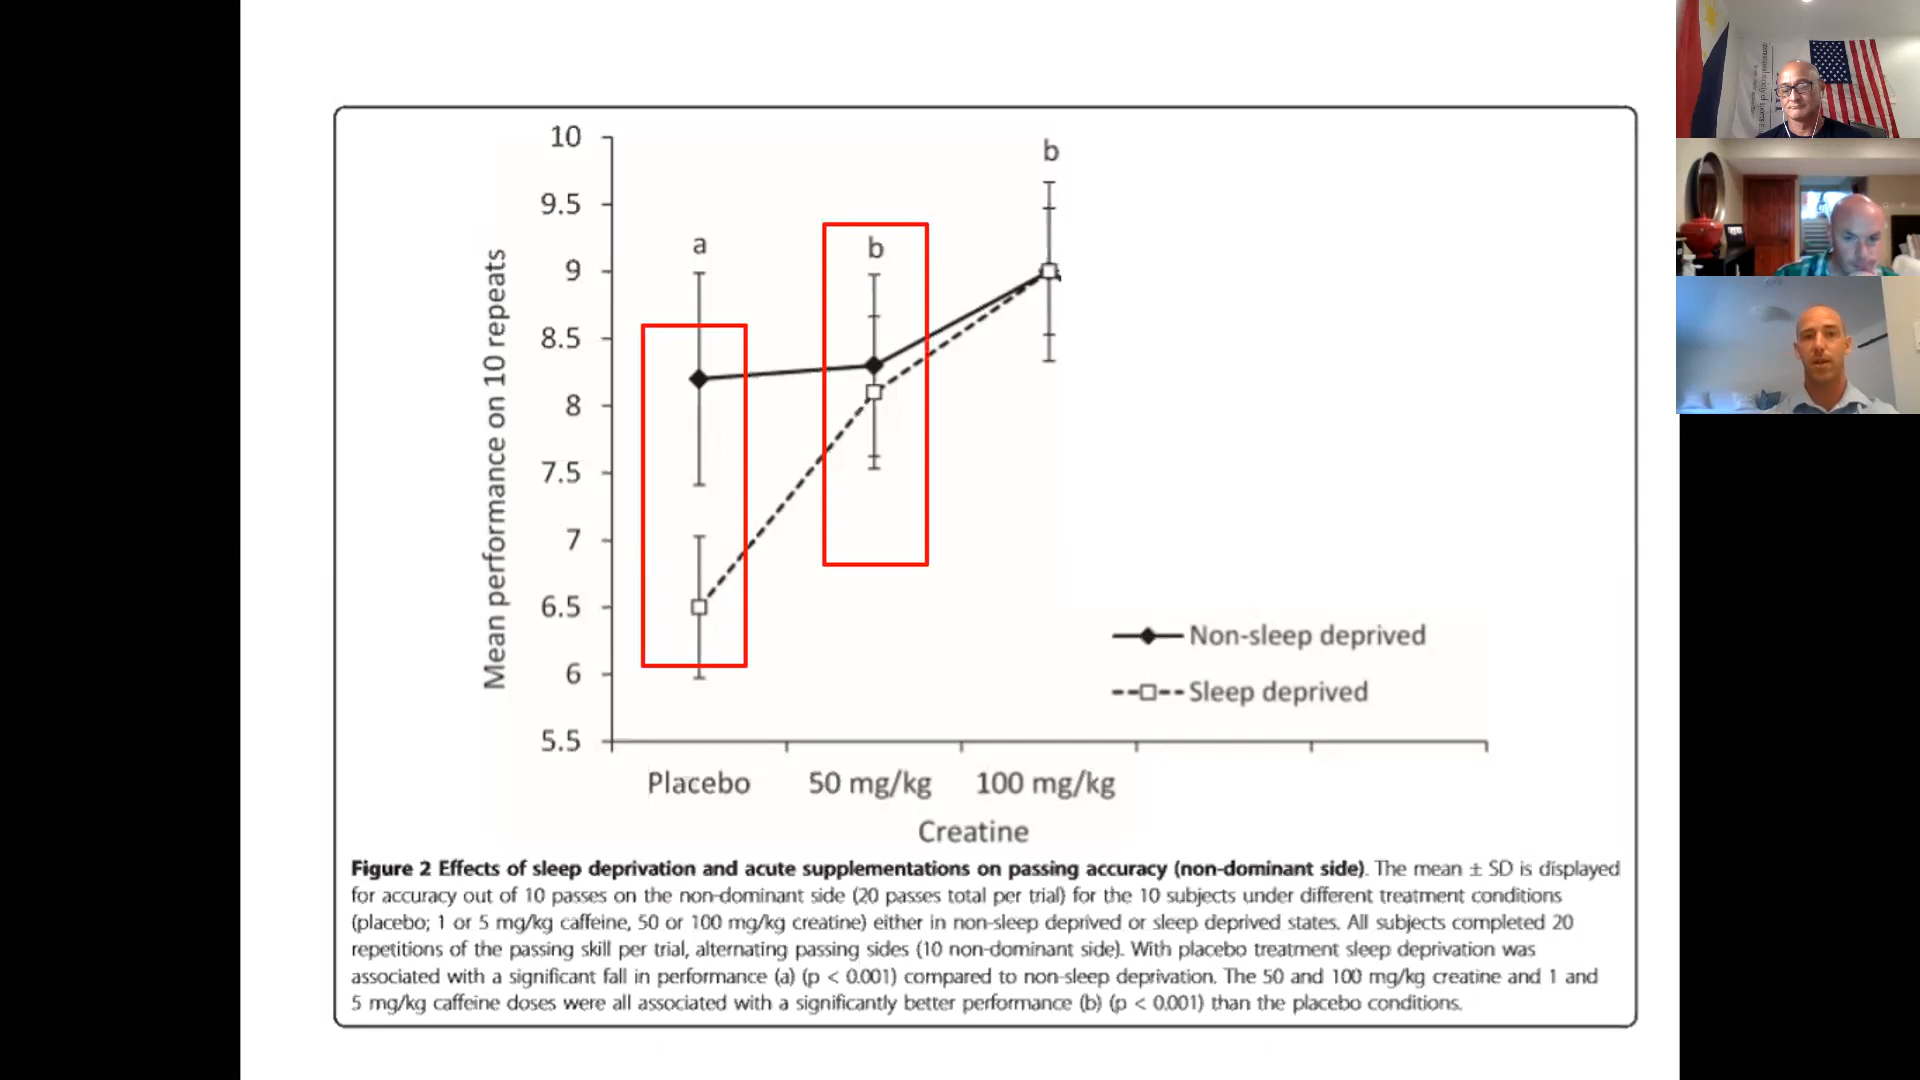 10
9.5
9
8.5
8
7.5
7
6.5
6
5.5
Mean performance on 10 repeats
a
b
b
Non-sleep deprived
Sleep deprived
Placebo
50 mg/kg
100 mg/kg
Creatine
Figure 2 Effects of sleep deprivation and acute supplementations on passing accuracy (non-dominant side). The mean ± SD is displayed
for accuracy out of 10 passes on the non-dominant side (20 passes total per trial) for the 10 subjects under different treatment conditions
(placebo; 1 or 5 mg/kg caffeine, 50 or 100 mg/kg creatine) either in non-sleep deprived or sleep deprived states. All subjects completed 20
repetitions of the passing skill per trial, alternating passing sides (10 non-dominant side). With placebo treatment sleep deprivation was
associated with a significant fall in performance (a) (p < 0.001) compared to non-sleep deprivation. The 50 and 100 mg/kg creatine and 1 and
5 mg/kg caffeine doses were all associated with a significantly better performance (b) (p < 0.001) than the placebo conditions.